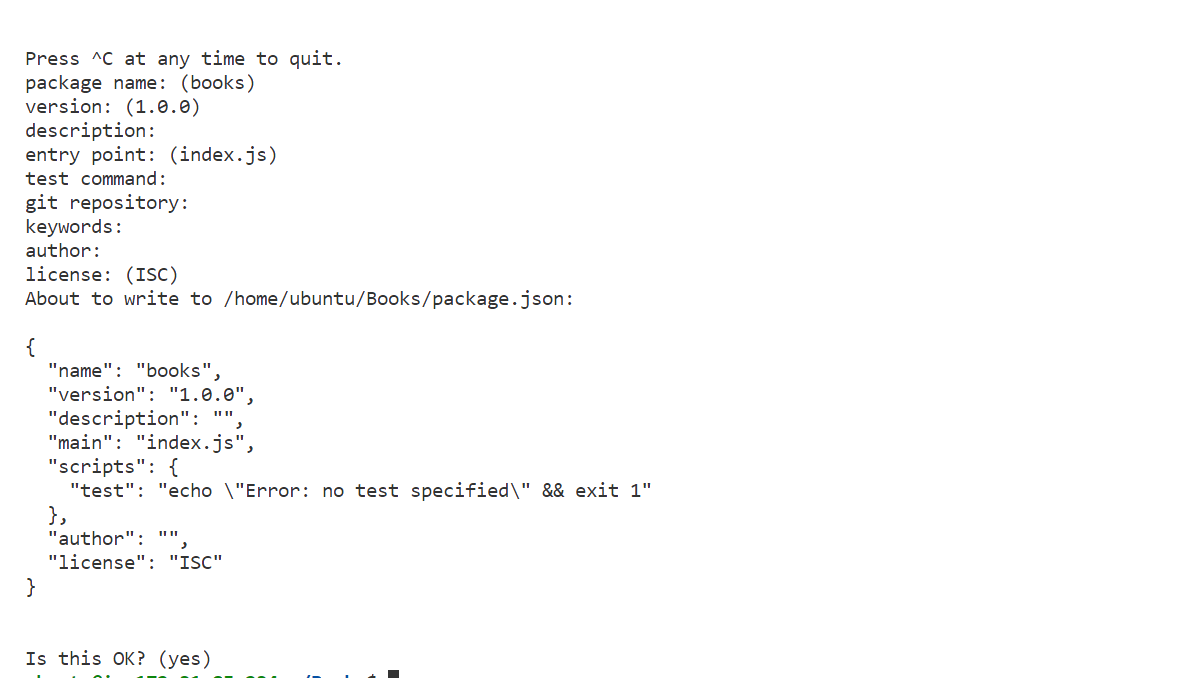 Press ^C at any time to quit.
package name: (books)
version: (1.0.0)
description:
entry point: (index.js)
test command:
git repository:
keywords:
author:
license: (ISC)
About to write to /home/ubuntu/Books/package.json:
{
  "name": "books",
  "version": "1.0.0",
  "description": "",
  "main": "index.js",
  "scripts": {
    "test": "echo \"Error: no test specified\" && exit 1"
  },
  "author": "",
  "license": "ISC"
}
Is this OK? (yes)